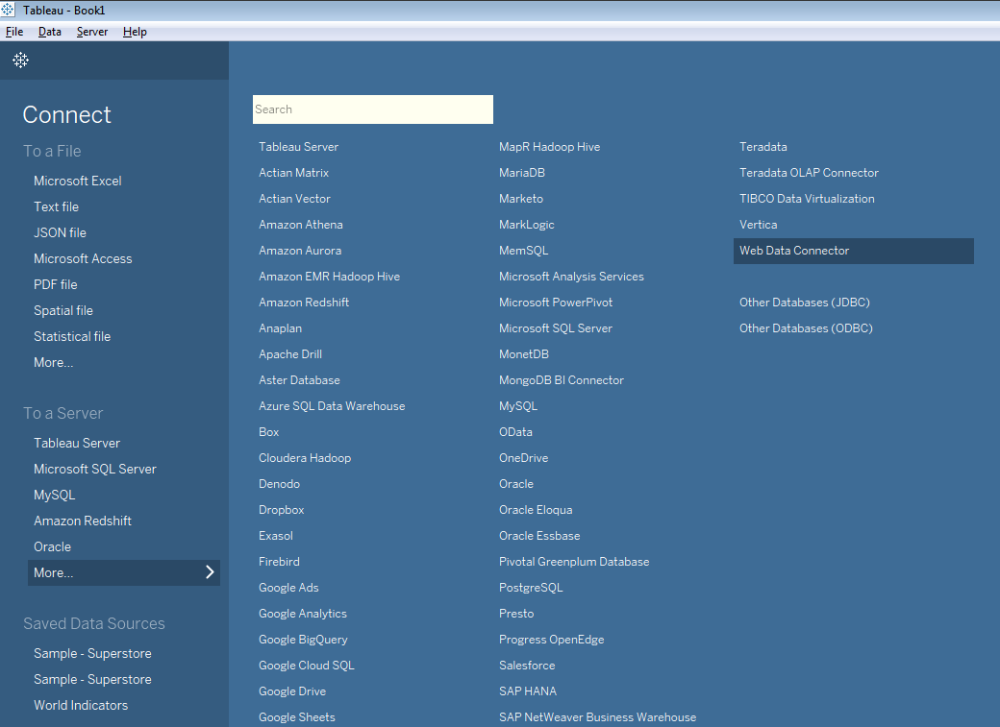 Tableau - Book1
File Data Server Help
Connect
To a File
Microsoft Excel
Text file
JSON file
Microsoft Access
PDF file
Spatial file
Statistical file
More...
To a Server
Tableau Server
Microsoft SQL Server
MySQL
Amazon Redshift
Oracle
More...
Saved Data Sources
Sample - Superstore
Sample - Superstore
World Indicators
Search
Tableau Server
Actian Matrix
Actian Vector
Amazon Athena
Amazon Aurora
Amazon EMR Hadoop Hive
Amazon Redshift
Anaplan
Apache Drill
Aster Database
Azure SQL Data Warehouse
Box
Cloudera Hadoop
Denodo
Dropbox
Exasol
Firebird
Google Ads
Google Analytics
Google BigQuery
Google Cloud SQL
Google Drive
Google Sheets
MapR Hadoop Hive
MariaDB
Marketo
MarkLogic
MemSQL
Microsoft Analysis Services
Microsoft PowerPivot
Microsoft SQL Server
MonetDB
MongoDB BI Connector
MySQL
OData
OneDrive
Oracle
Oracle Eloqua
Oracle Essbase
Pivotal Greenplum Database
PostgreSQL
Presto
Progress OpenEdge
Salesforce
SAP HANA
SAP NetWeaver Business Warehouse
Teradata
Teradata OLAP Connector
TIBCO Data Virtualization
Vertica
Web Data Connector
Other Databases (JDBC)
Other Databases (ODBC)